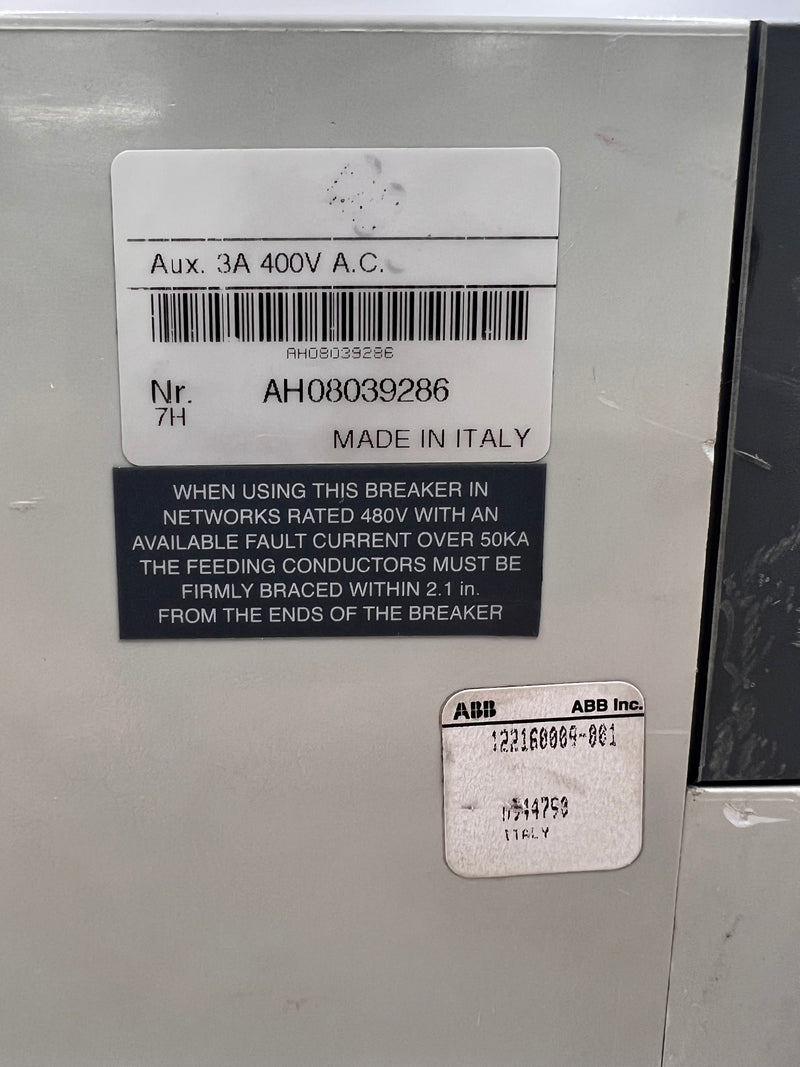 Aux. 3A 400V A.C.
AH08039286
Nr. AH08039286
7H
MADE IN ITALY
WHEN USING THIS BREAKER IN
NETWORKS RATED 480V WITH AN
AVAILABLE FAULT CURRENT OVER 50KA
THE FEEDING CONDUCTORS MUST BE
FIRMLY BRACED WITHIN 2.1 in.
FROM THE ENDS OF THE BREAKER
ABB ABB Inc.
ITALY